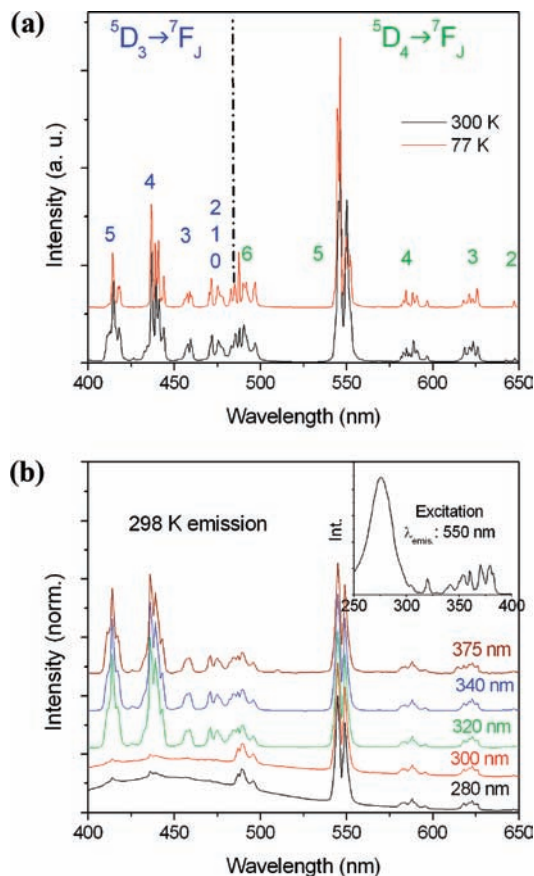 (a)
⁵D₃→⁷F_J
⁵D₄→⁷F_J
300 K
77 K
5
4
3
2
1
0
6
5
4
3
2
Intensity (a. u.)
400 450 500 550 600 650
Wavelength (nm)
(b)
298 K emission
Int.
Excitation
λemis.: 550 nm
250 300 350 400
375 nm
340 nm
320 nm
300 nm
280 nm
Intensity (norm.)
400 450 500 550 600 650
Wavelength (nm)